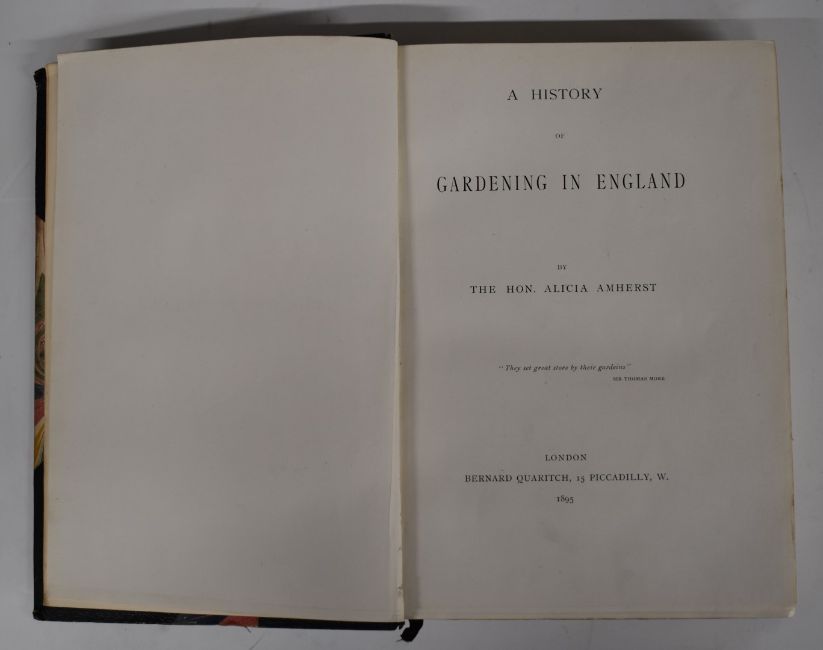 A HISTORY
OF
GARDENING IN ENGLAND
BY
THE HON. ALICIA AMHERST
"They set great store by their gardeins"
SIR THOMAS MORE
LONDON
BERNARD QUARITCH, 15 PICCADILLY, W.
1895